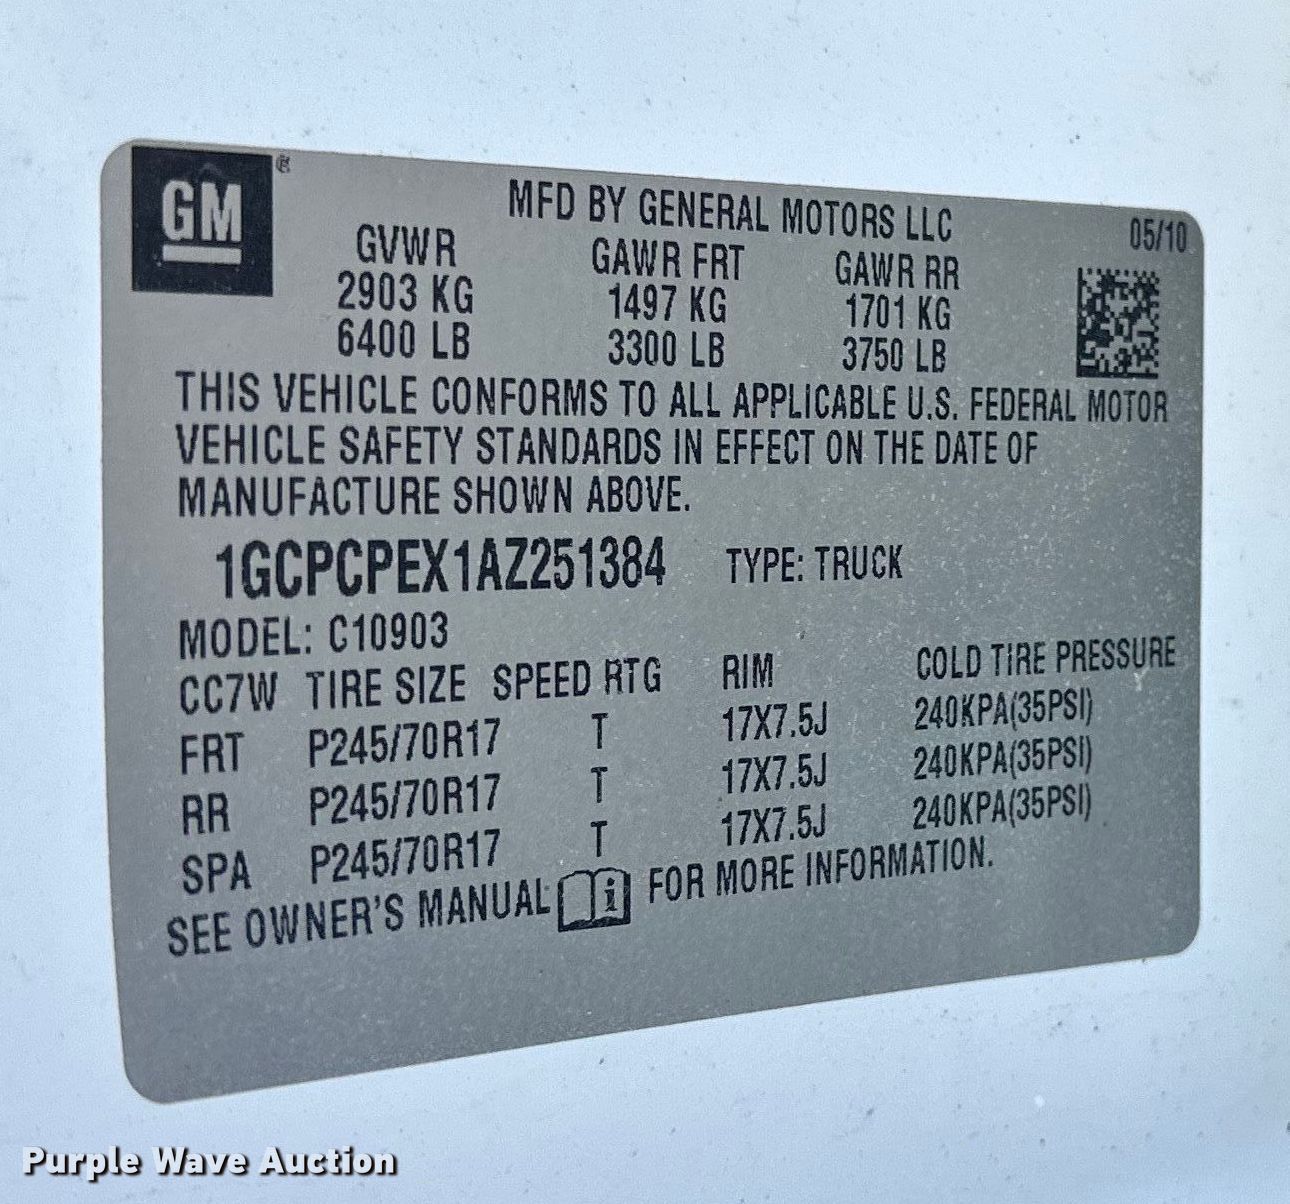 GM
MFD BY GENERAL MOTORS LLC 05/10
GVWR GAWR FRT GAWR RR
2903 KG 1497 KG 1701 KG
6400 LB 3300 LB 3750 LB
THIS VEHICLE CONFORMS TO ALL APPLICABLE U.S. FEDERAL MOTOR
VEHICLE SAFETY STANDARDS IN EFFECT ON THE DATE OF
MANUFACTURE SHOWN ABOVE.
1GCPCPEX1AZ251384 TYPE: TRUCK
MODEL: C10903
CC7W TIRE SIZE SPEED RTG RIM COLD TIRE PRESSURE
FRT P245/70R17 T 17X7.5J 240KPA(35PSI)
RR P245/70R17 T 17X7.5J 240KPA(35PSI)
SPA P245/70R17 T 17X7.5J 240KPA(35PSI)
SEE OWNER'S MANUAL i FOR MORE INFORMATION.
Purple Wave Auction